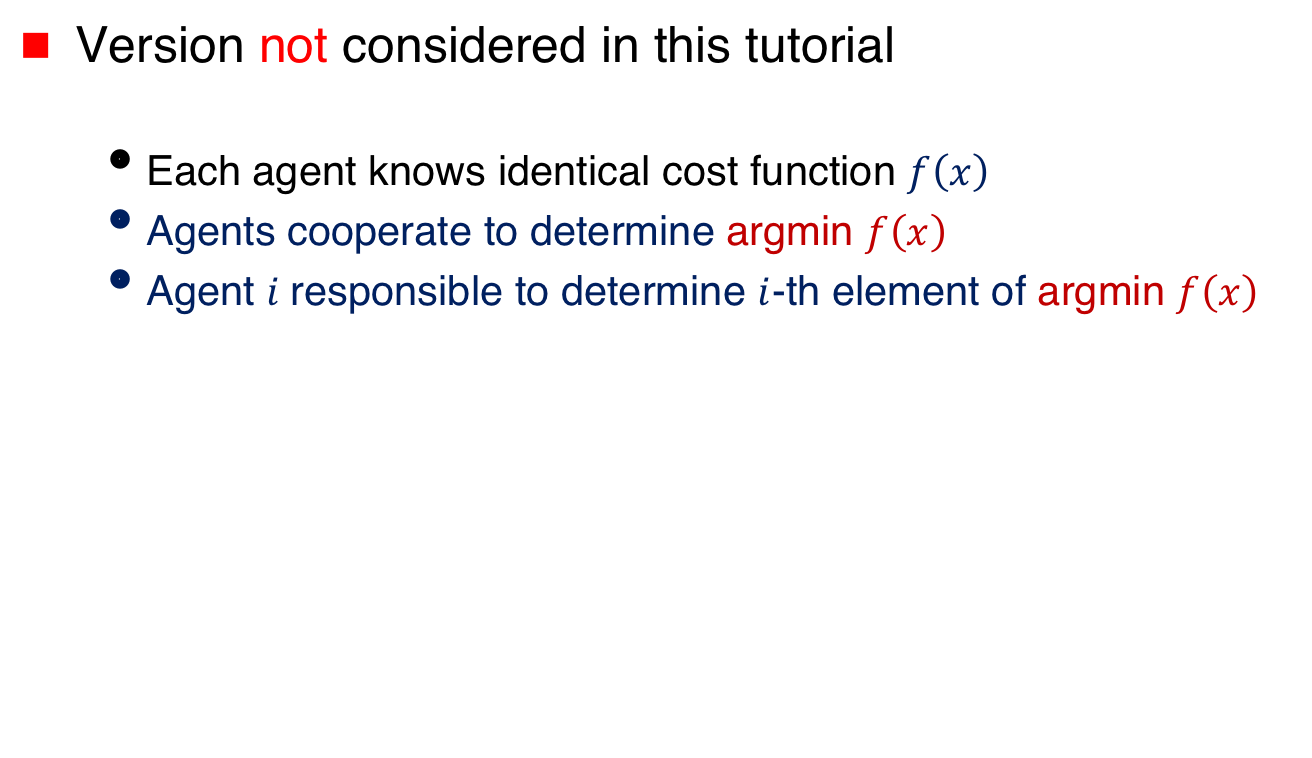 ■ Version not considered in this tutorial
• Each agent knows identical cost function 𝑓(𝑥)
• Agents cooperate to determine argmin 𝑓(𝑥)
• Agent 𝑖 responsible to determine 𝑖-th element of argmin 𝑓(𝑥)